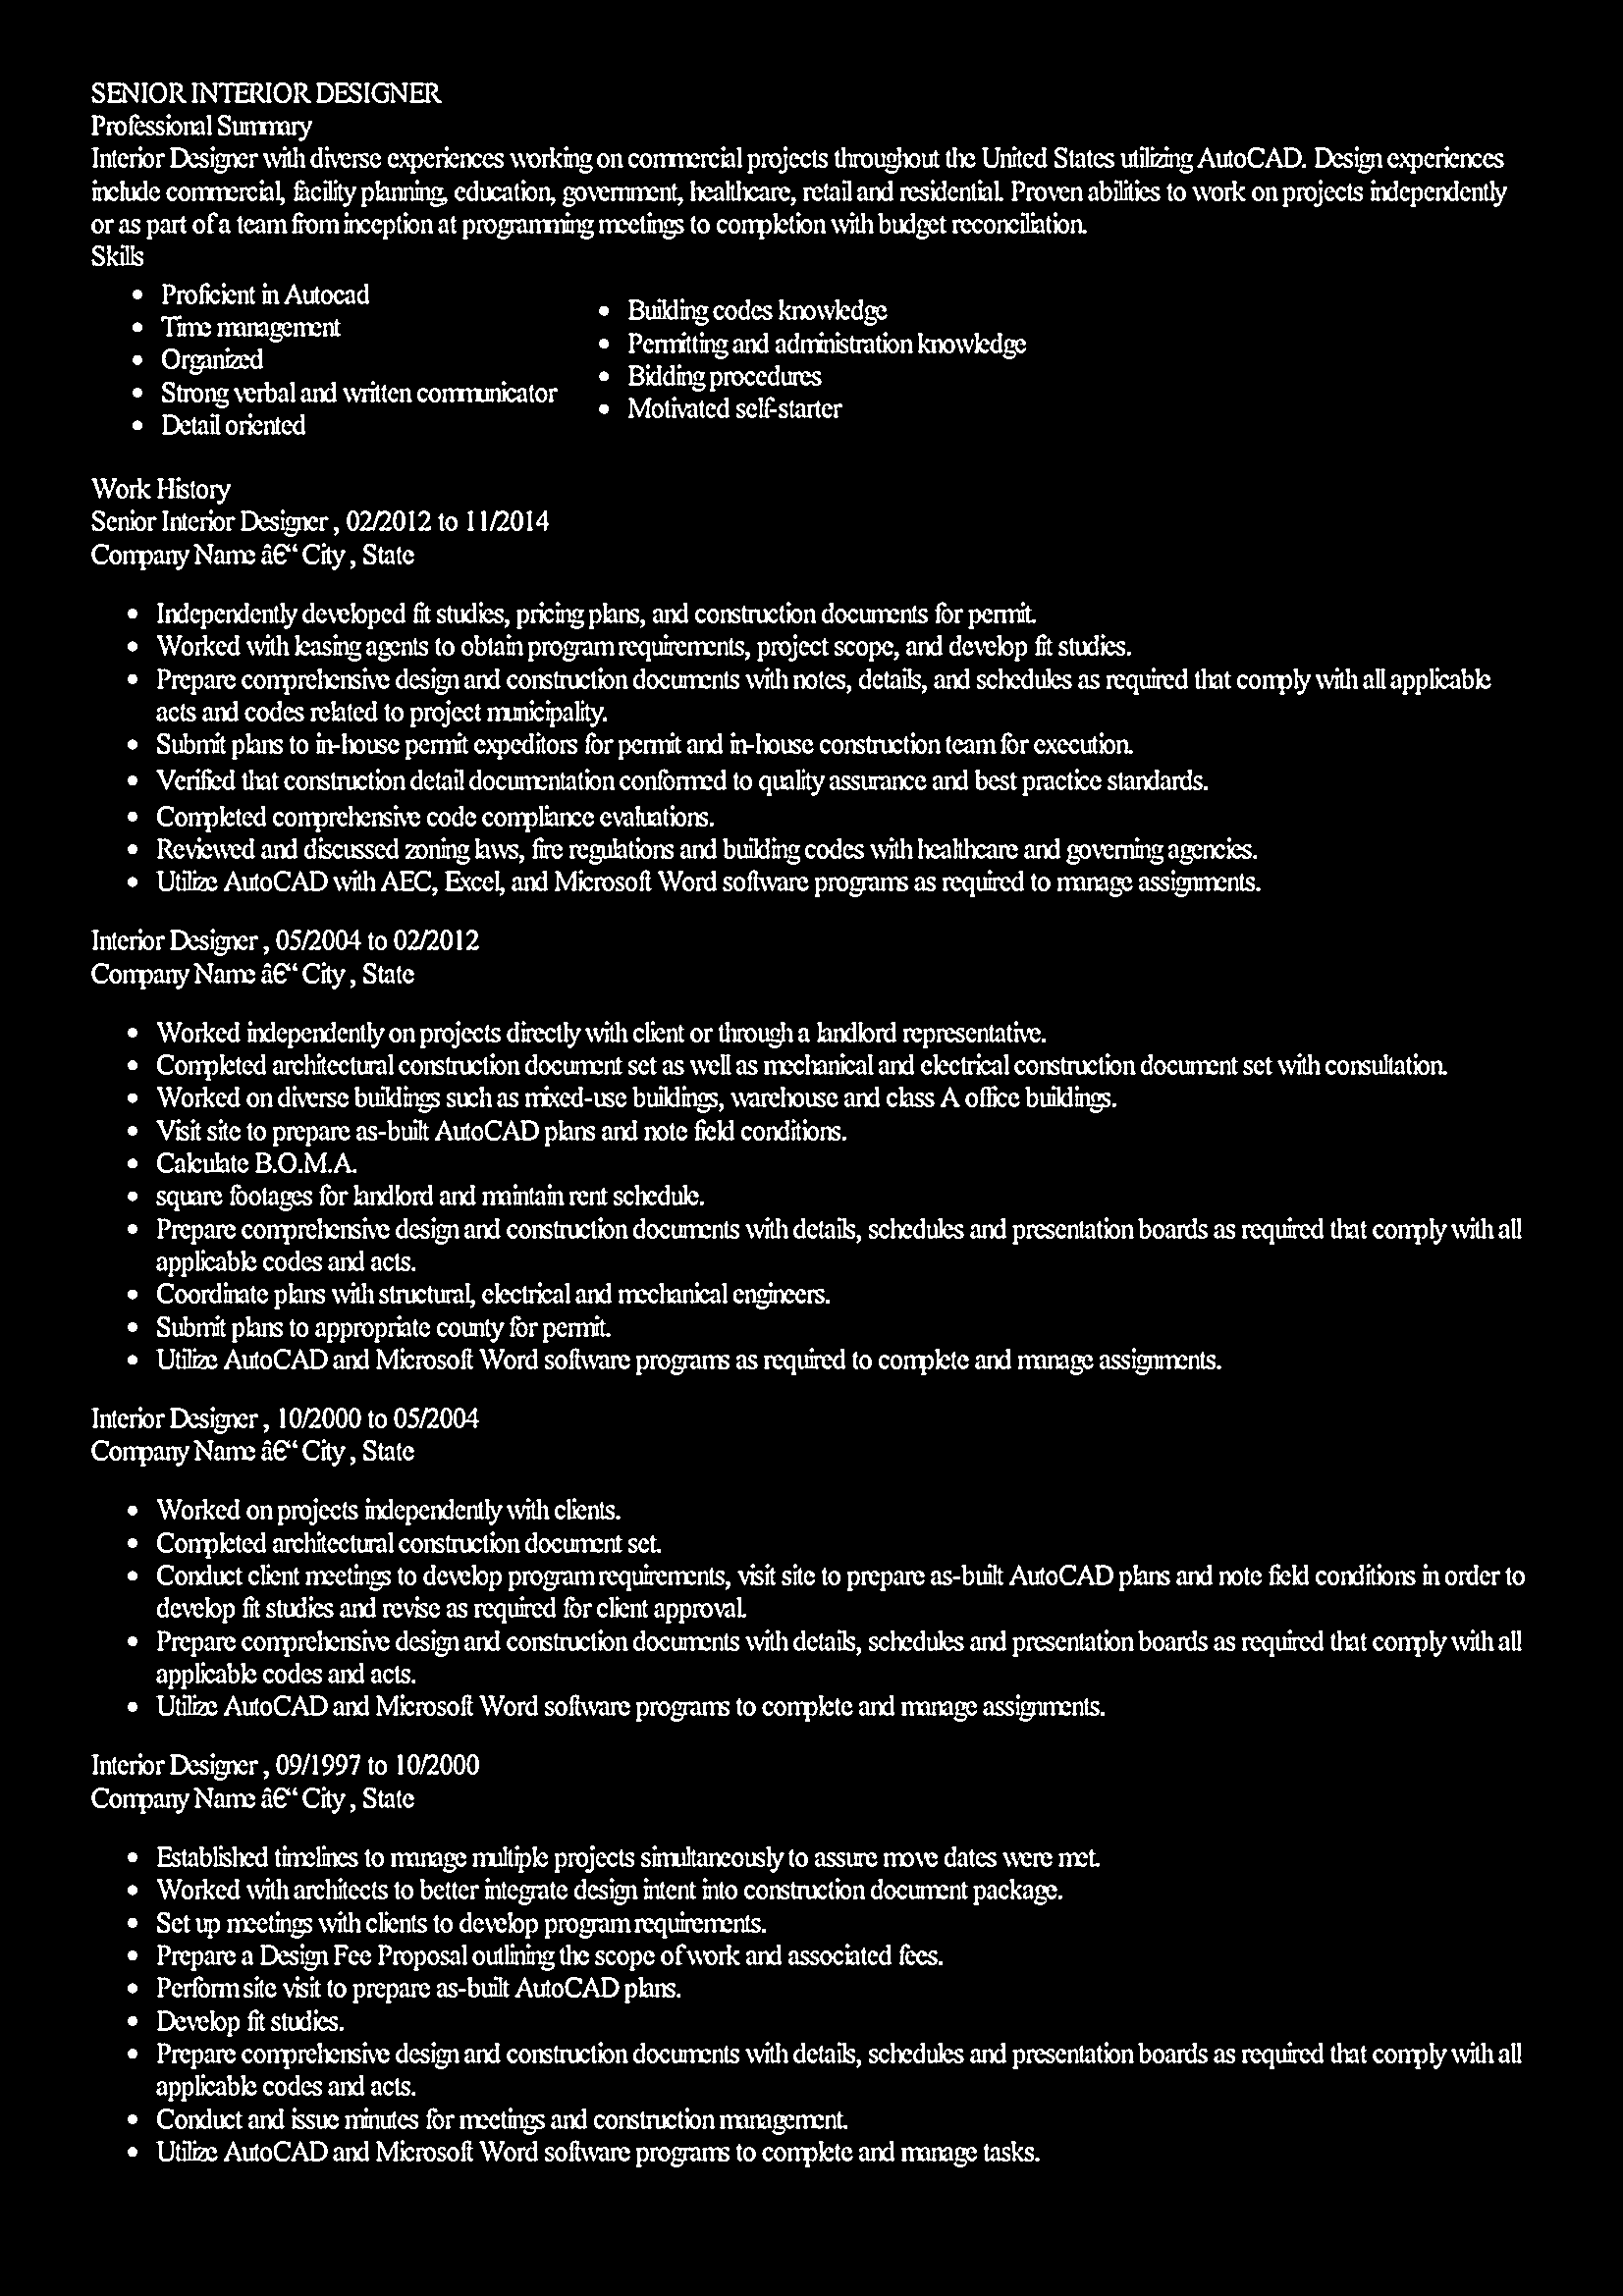 SENIOR INTERIOR DESIGNER
Professional Summary
Interior Designer with diverse experiences working on commercial projects throughout the United States utilizing AutoCAD. Design experiences
include commercial, facility planning, education, government, healthcare, retail and residential. Proven abilities to work on projects independently
or as part of a team from inception at programming meetings to completion with budget reconciliation.
Skills
• Proficient in Autocad
• Time management
• Organized
• Strong verbal and written communicator
• Detail oriented
• Building codes knowledge
• Permitting and administration knowledge
• Bidding procedures
• Motivated self-starter
Work History
Senior Interior Designer , 02/2012 to 11/2014
Company Name â€“ City , State
• Independently developed fit studies, pricing plans, and construction documents for permit.
• Worked with leasing agents to obtain program requirements, project scope, and develop fit studies.
• Prepare comprehensive design and construction documents with notes, details, and schedules as required that comply with all applicable
acts and codes related to project municipality.
• Submit plans to in-house permit expeditors for permit and in-house construction team for execution.
• Verified that construction detail documentation conformed to quality assurance and best practice standards.
• Completed comprehensive code compliance evaluations.
• Reviewed and discussed zoning laws, fire regulations and building codes with healthcare and governing agencies.
• Utilize AutoCAD with AEC, Excel, and Microsoft Word software programs as required to manage assignments.
Interior Designer , 05/2004 to 02/2012
Company Name â€“ City , State
• Worked independently on projects directly with client or through a landlord representative.
• Completed architectural construction document set as well as mechanical and electrical construction document set with consultation.
• Worked on diverse buildings such as mixed-use buildings, warehouse and class A office buildings.
• Visit site to prepare as-built AutoCAD plans and note field conditions.
• Calculate B.O.M.A.
• square footages for landlord and maintain rent schedule.
• Prepare comprehensive design and construction documents with details, schedules and presentation boards as required that comply with all
applicable codes and acts.
• Coordinate plans with structural, electrical and mechanical engineers.
• Submit plans to appropriate county for permit.
• Utilize AutoCAD and Microsoft Word software programs as required to complete and manage assignments.
Interior Designer , 10/2000 to 05/2004
Company Name â€“ City , State
• Worked on projects independently with clients.
• Completed architectural construction document set.
• Conduct client meetings to develop program requirements, visit site to prepare as-built AutoCAD plans and note field conditions in order to
develop fit studies and revise as required for client approval.
• Prepare comprehensive design and construction documents with details, schedules and presentation boards as required that comply with all
applicable codes and acts.
• Utilize AutoCAD and Microsoft Word software programs to complete and manage assignments.
Interior Designer , 09/1997 to 10/2000
Company Name â€“ City , State
• Established timelines to manage multiple projects simultaneously to assure move dates were met.
• Worked with architects to better integrate design intent into construction document package.
• Set up meetings with clients to develop program requirements.
• Prepare a Design Fee Proposal outlining the scope of work and associated fees.
• Perform site visit to prepare as-built AutoCAD plans.
• Develop fit studies.
• Prepare comprehensive design and construction documents with details, schedules and presentation boards as required that comply with all
applicable codes and acts.
• Conduct and issue minutes for meetings and construction management.
• Utilize AutoCAD and Microsoft Word software programs to complete and manage tasks.